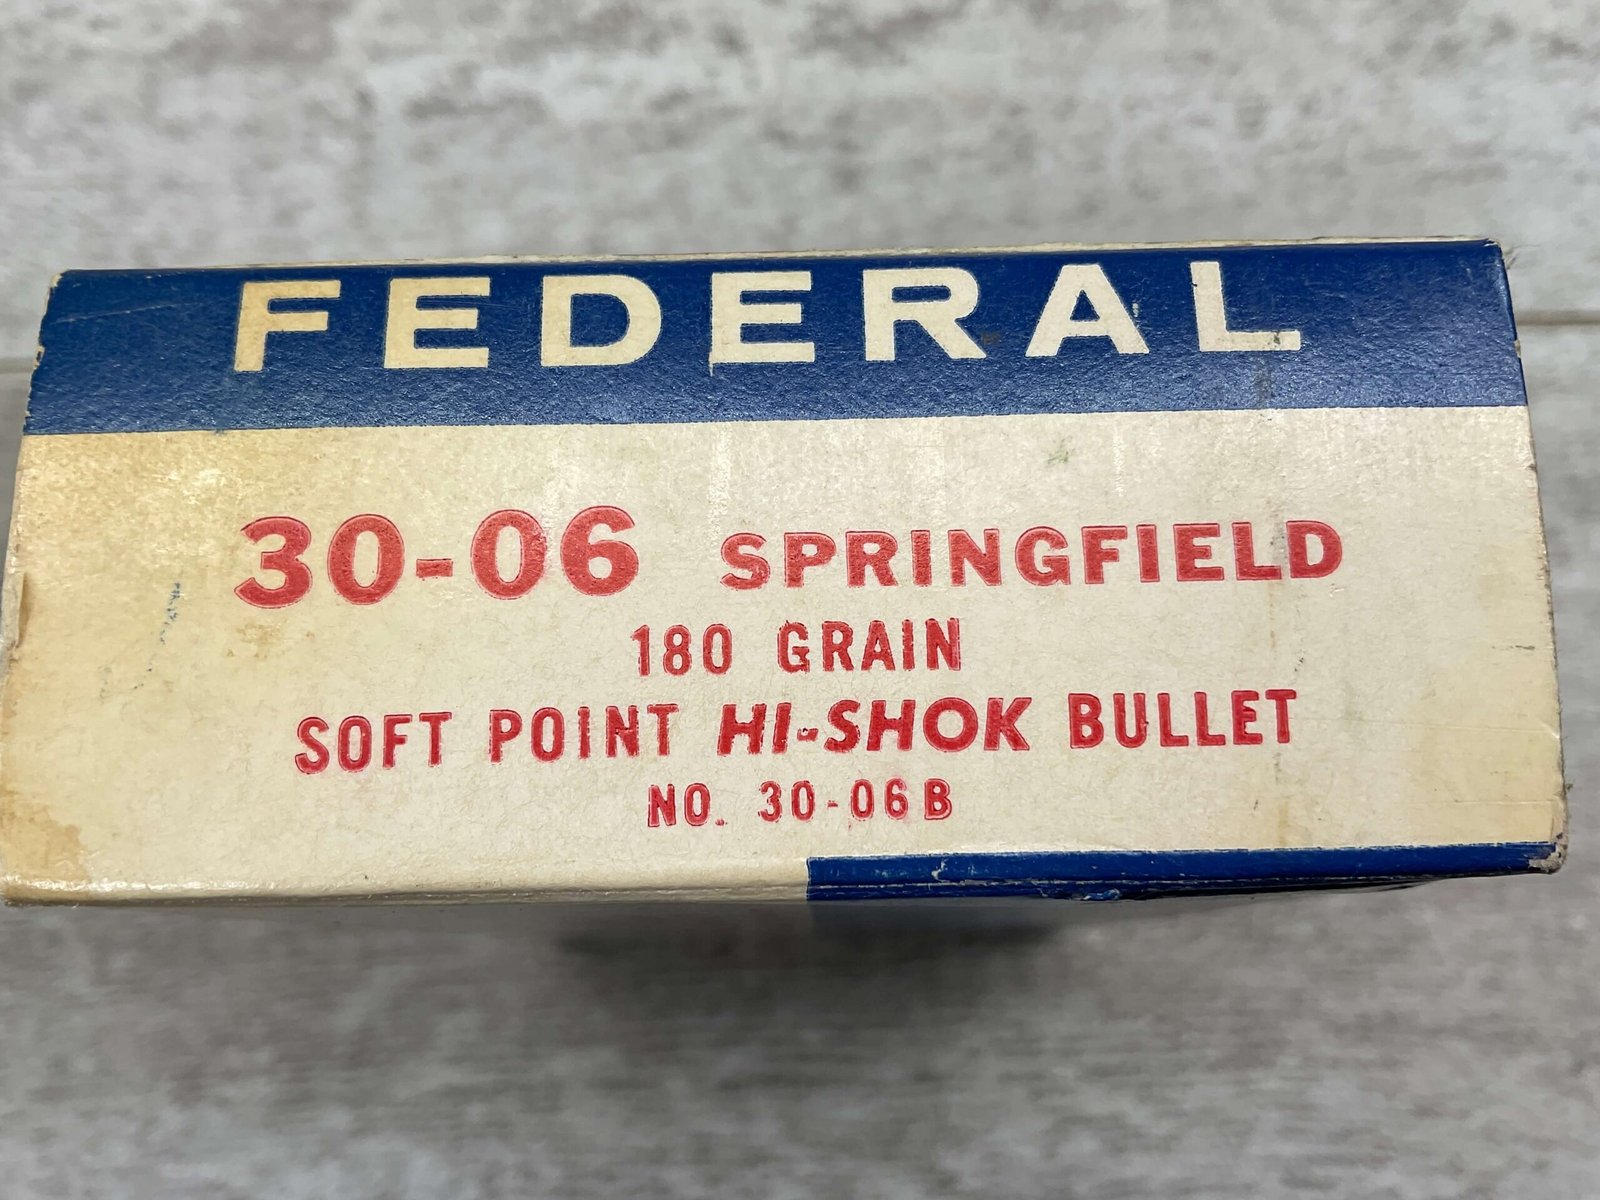 FEDERAL
30-06 SPRINGFIELD
180 GRAIN
SOFT POINT HI-SHOK BULLET
NO. 30-06B